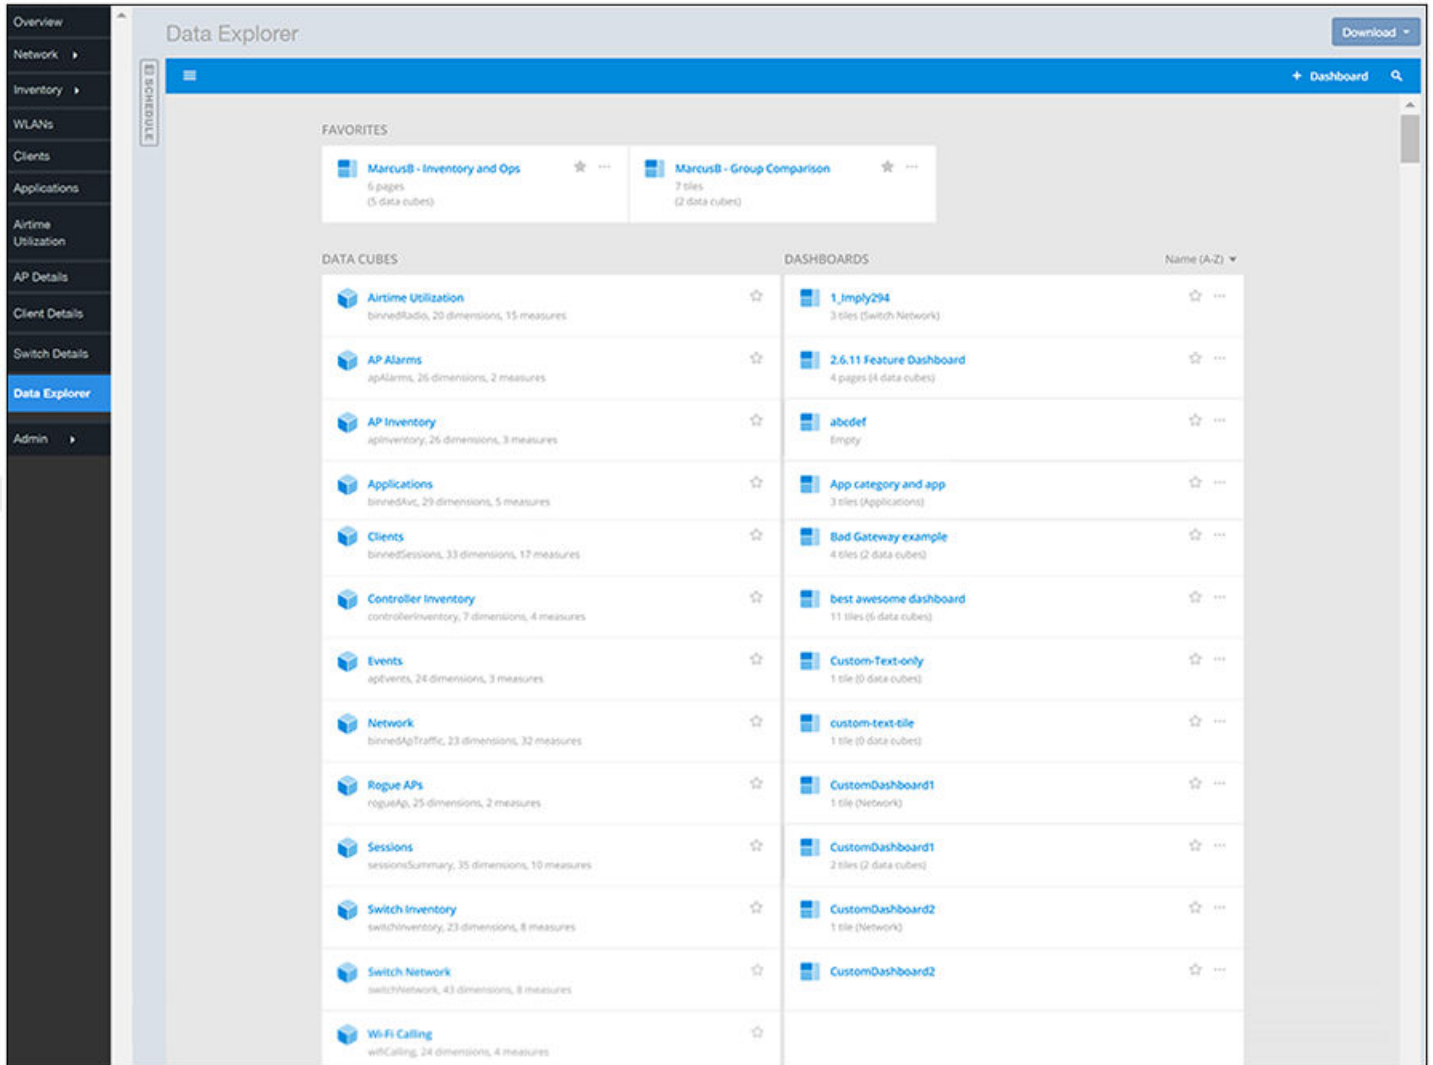 Overview
Network
Inventory
WLANs
Clients
Applications
Airtime
Utilization
AP Details
Client Details
Switch Details
Data Explorer
Admin
SCHEDULE
Data Explorer
Download
+ Dashboard
FAVORITES
MarcusB - Inventory and Ops
6 pages
(5 data cubes)
MarcusB - Group Comparison
7 tiles
(2 data cubes)
DATA CUBES
Airtime Utilization
binnedRadio, 20 dimensions, 15 measures
AP Alarms
apAlarms, 26 dimensions, 2 measures
AP Inventory
apInventory, 26 dimensions, 3 measures
Applications
binnedAvc, 29 dimensions, 5 measures
Clients
binnedSessions, 33 dimensions, 17 measures
Controller Inventory
controllerInventory, 7 dimensions, 4 measures
Events
apEvents, 24 dimensions, 3 measures
Network
binnedApTraffic, 23 dimensions, 32 measures
Rogue APs
rogueAp, 25 dimensions, 2 measures
Sessions
sessionsSummary, 35 dimensions, 10 measures
Switch Inventory
switchInventory, 23 dimensions, 8 measures
Switch Network
switchNetwork, 43 dimensions, 8 measures
Wi-Fi Calling
wifiCalling, 24 dimensions, 4 measures
DASHBOARDS
Name (A-Z)
1_Imply294
3 tiles (Switch Network)
2.6.11 Feature Dashboard
4 pages (4 data cubes)
abcdef
Empty
App category and app
3 tiles (Applications)
Bad Gateway example
4 tiles (2 data cubes)
best awesome dashboard
11 tiles (6 data cubes)
Custom-Text-only
1 tile (0 data cubes)
custom-text-tile
1 tile (0 data cubes)
CustomDashboard1
1 tile (Network)
CustomDashboard1
2 tiles (2 data cubes)
CustomDashboard2
1 tile (Network)
CustomDashboard2